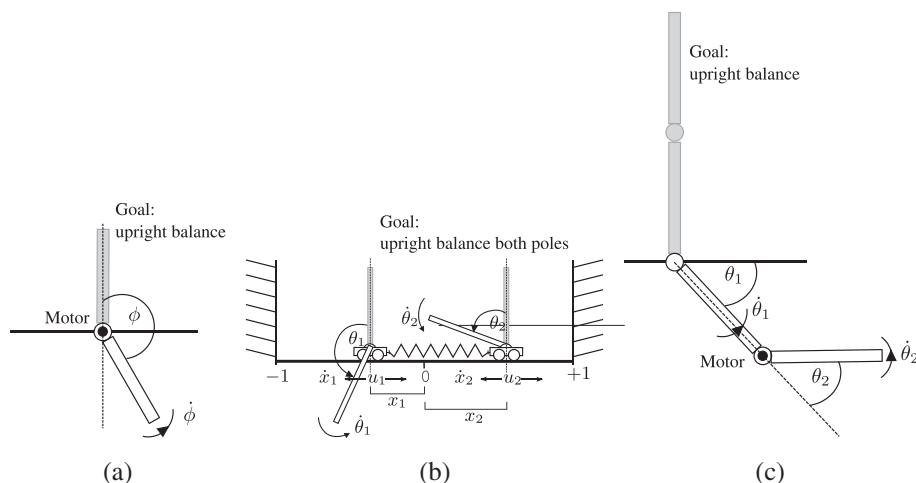 Goal:
upright balance
Motor
ϕ
ϕ̇
(a)
Goal:
upright balance both poles
θ̇₂
θ₂
θ₁
−1 ẋ₁ u₁ 0 ẋ₂ u₂ +1
x₁
x₂
θ̇₁
(b)
Goal:
upright balance
θ₁
θ̇₁
Motor
θ̇₂
θ₂
(c)